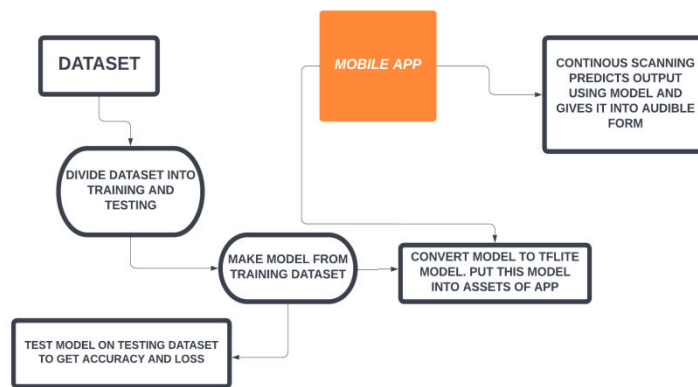 DATASET
MOBILE APP
CONTINOUS SCANNING
PREDICTS OUTPUT
USING MODEL AND
GIVES IT INTO AUDIBLE
FORM
DIVIDE DATASET INTO
TRAINING AND
TESTING
MAKE MODEL FROM
TRAINING DATASET
CONVERT MODEL TO TFLITE
MODEL. PUT THIS MODEL
INTO ASSETS OF APP
TEST MODEL ON TESTING DATASET
TO GET ACCURACY AND LOSS